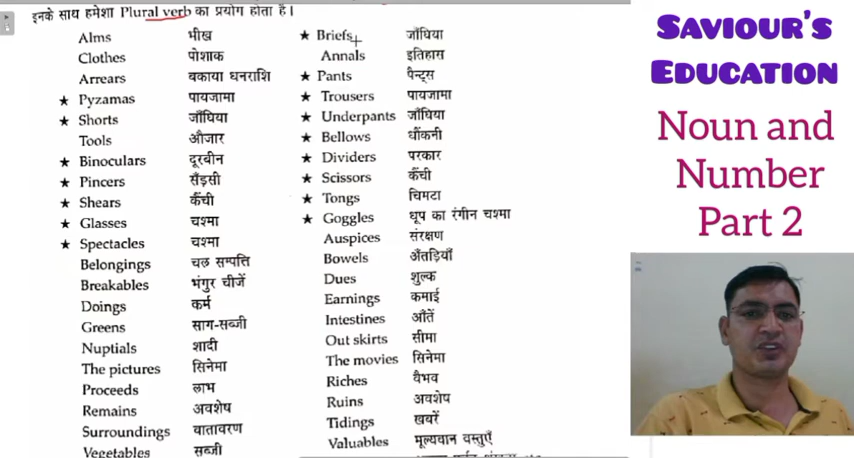 इनके साथ हमेशा Plural verb का प्रयोग होता है।
Alms भीख
Clothes पोशाक
Arrears बकाया धनराशि
★ Pyzamas पायजामा
★ Shorts जाँघिया
Tools औजार
★ Binoculars दूरबीन
★ Pincers सँड़सी
★ Shears कैंची
★ Glasses चश्मा
★ Spectacles चश्मा
Belongings चल सम्पत्ति
Breakables भंगुर चीजें
Doings कर्म
Greens साग-सब्जी
Nuptials शादी
The pictures सिनेमा
Proceeds लाभ
Remains अवशेष
Surroundings वातावरण
Vegetables सब्जी
★ Briefs जाँघिया
Annals इतिहास
★ Pants पैन्ट्स
★ Trousers पायजामा
★ Underpants जाँघिया
★ Bellows धौंकनी
★ Dividers परकार
★ Scissors कैंची
★ Tongs चिमटा
★ Goggles धूप का रंगीन चश्मा
Auspices संरक्षण
Bowels अँतड़ियाँ
Dues शुल्क
Earnings कमाई
Intestines आँतें
Out skirts सीमा
The movies सिनेमा
Riches वैभव
Ruins अवशेष
Tidings खबरें
Valuables मूल्यवान वस्तुएँ
SAVIOUR'S
EDUCATION
Noun and
Number
Part 2